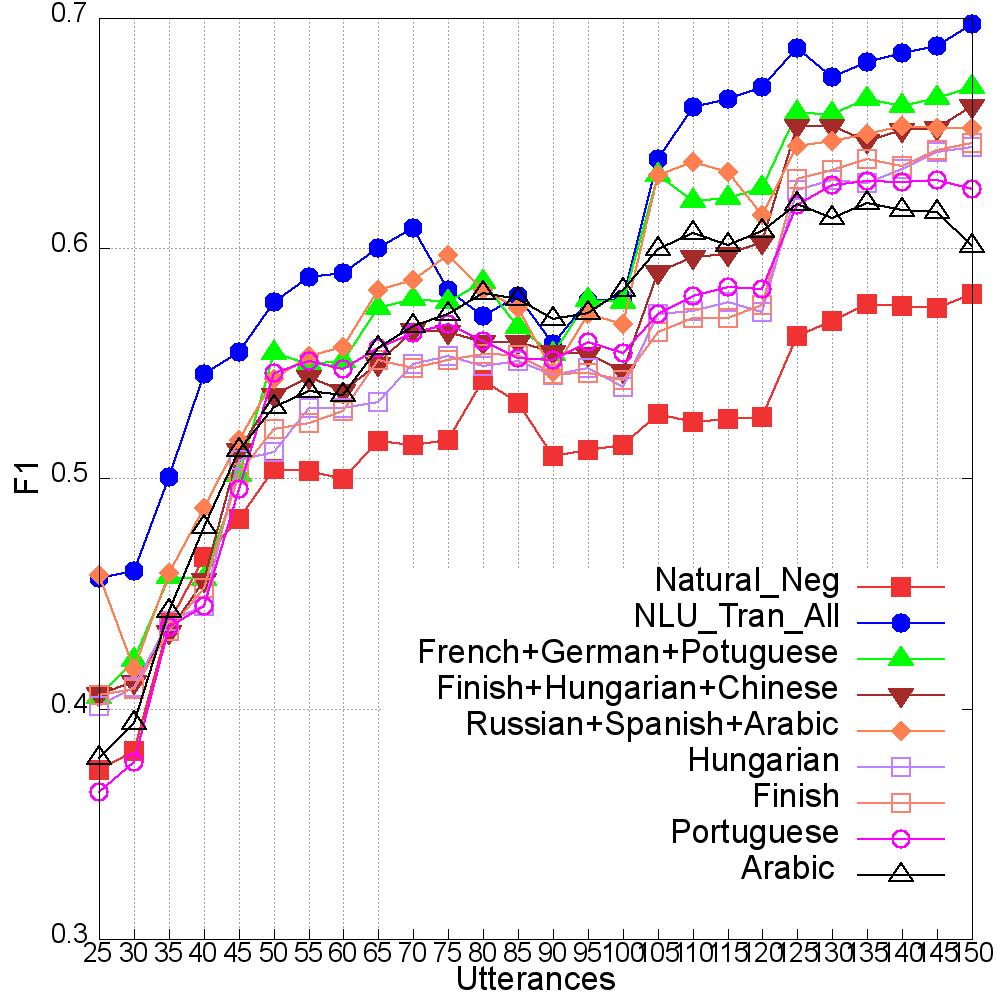 0.7
0.6
0.5
0.4
0.3
F1
Natural_Neg
NLU_Tran_All
French+German+Potuguese
Finish+Hungarian+Chinese
Russian+Spanish+Arabic
Hungarian
Finish
Portuguese
Arabic
25 30 35 40 45 50 55 60 65 70 75 80 85 90 95 100 105 110 115 120 125 130 135 140 145 150
Utterances